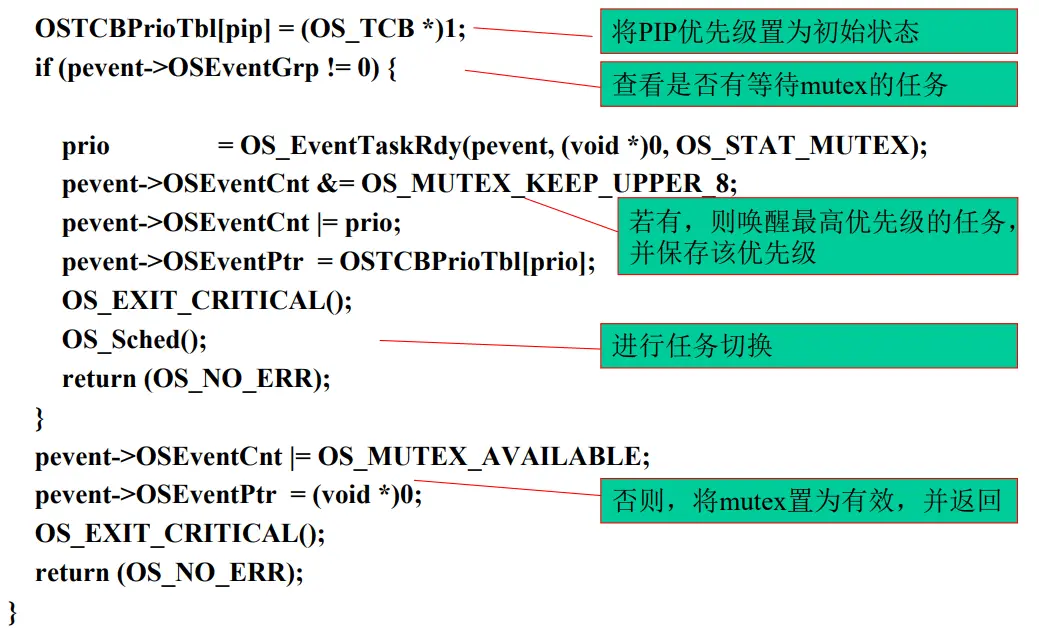 OSTCBPrioTbl[pip] = (OS_TCB *)1;
将PIP优先级置为初始状态
if (pevent->OSEventGrp != 0) {
查看是否有等待mutex的任务
prio = OS_EventTaskRdy(pevent, (void *)0, OS_STAT_MUTEX);
pevent->OSEventCnt &= OS_MUTEX_KEEP_UPPER_8;
pevent->OSEventCnt |= prio;
若有，则唤醒最高优先级的任务，
并保存该优先级
pevent->OSEventPtr = OSTCBPrioTbl[prio];
OS_EXIT_CRITICAL();
OS_Sched();
进行任务切换
return (OS_NO_ERR);
}
pevent->OSEventCnt |= OS_MUTEX_AVAILABLE;
pevent->OSEventPtr = (void *)0;
否则，将mutex置为有效，并返回
OS_EXIT_CRITICAL();
return (OS_NO_ERR);
}